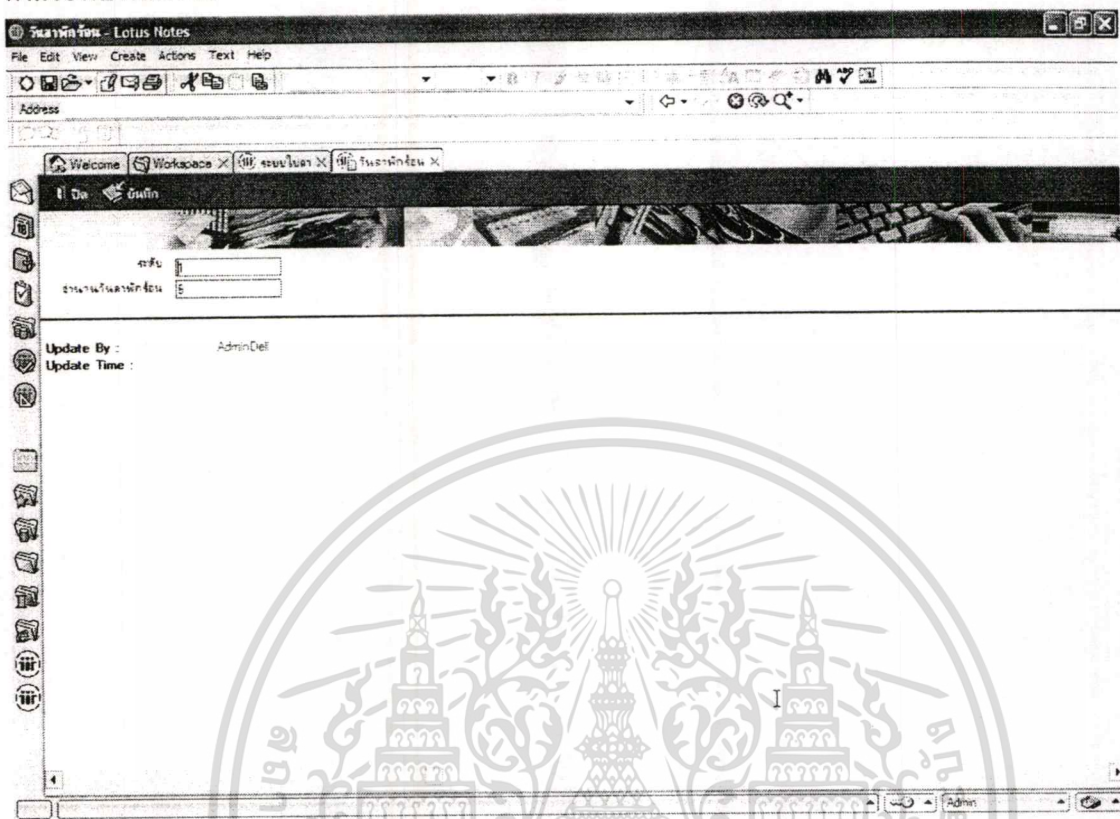 วันลาพักร้อน - Lotus Notes
File Edit View Create Actions Text Help
Address
Welcome Workspace ระบบใบลา วันลาพักร้อน
ปิด บันทึก
ระดับ 1
จำนวนวันลาพักร้อน 6
Update By : AdminDell
Update Time :
Admin